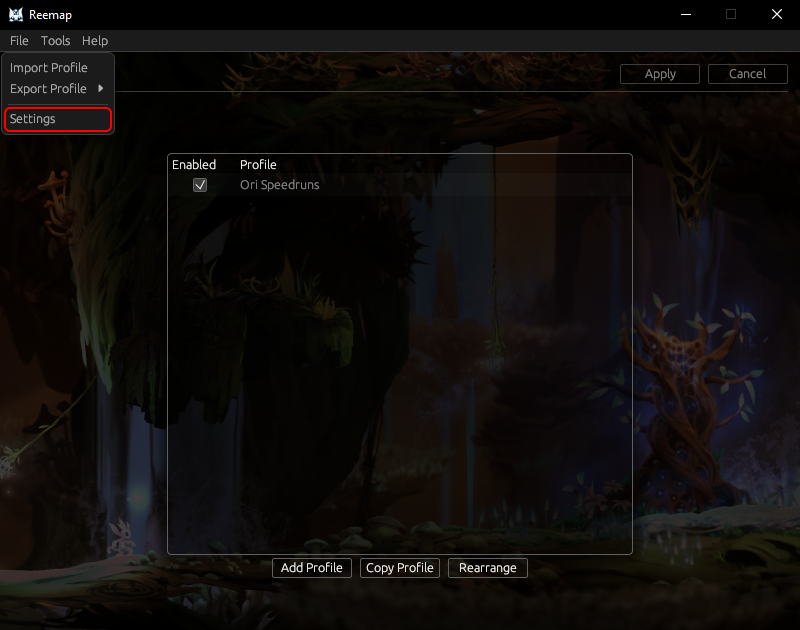 Reemap
File Tools Help
Import Profile
Export Profile
Settings
Apply Cancel
Enabled Profile
Ori Speedruns
Add Profile Copy Profile Rearrange